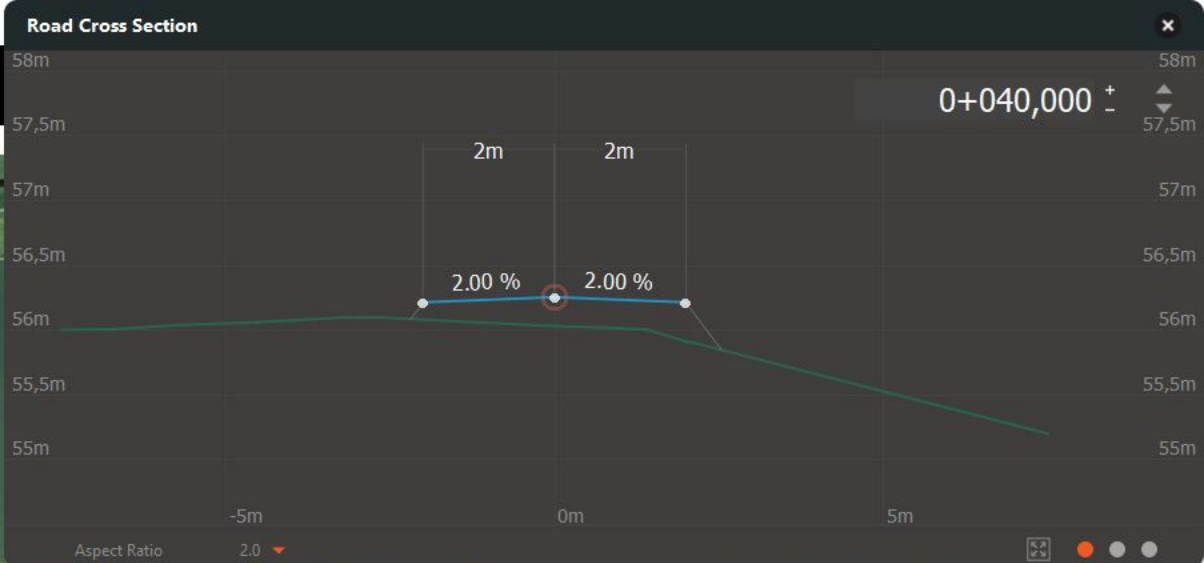 Road Cross Section
58m 58m
0+040,000 + -
57,5m 57,5m
2m 2m
57m 57m
56,5m 56,5m
2.00 % 2.00 %
56m 56m
55,5m 55,5m
55m 55m
-5m 0m 5m
Aspect Ratio 2.0